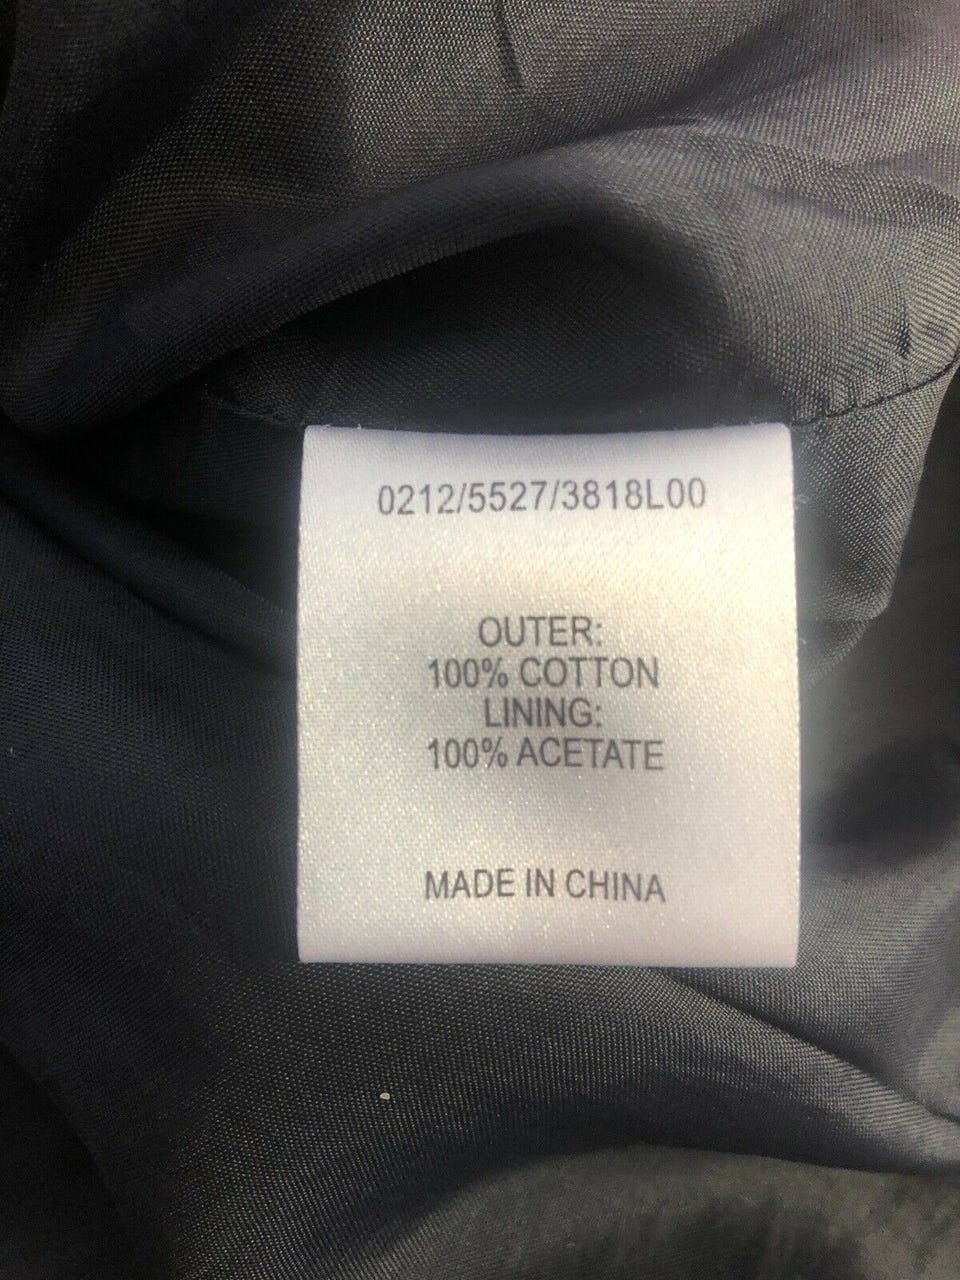 0212/5527/3818L00
OUTER:
100% COTTON
LINING:
100% ACETATE
MADE IN CHINA